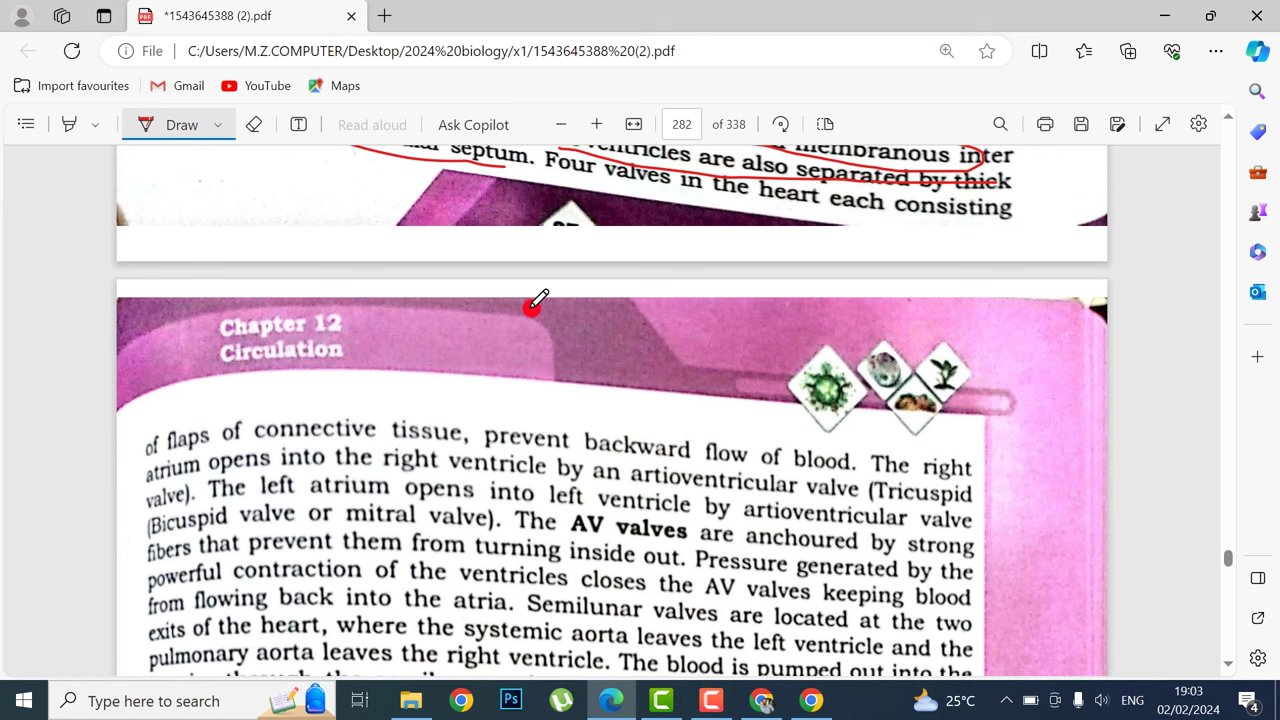 *1543645388 (2).pdf
File C:/Users/M.Z.COMPUTER/Desktop/2024%20biology/x1/1543645388%20(2).pdf
Import favourites Gmail YouTube Maps
Draw Read aloud Ask Copilot 282 of 338
membranous inter
septum. Four ventricles are also separated by thick
valves in the heart each consisting
Chapter 12
Circulation
of flaps of connective tissue, prevent backward flow of blood. The right
atrium opens into the right ventricle by an artioventricular valve (Tricuspid
valve). The left atrium opens into left ventricle by artioventricular valve
(Bicuspid valve or mitral valve). The AV valves are anchoured by strong
fibers that prevent them from turning inside out. Pressure generated by the
powerful contraction of the ventricles closes the AV valves keeping blood
from flowing back into the atria. Semilunar valves are located at the two
exits of the heart, where the systemic aorta leaves the left ventricle and the
pulmonary aorta leaves the right ventricle. The blood is pumped out into the
Type here to search
Ps
25°C
ENG
19:03
02/02/2024
4